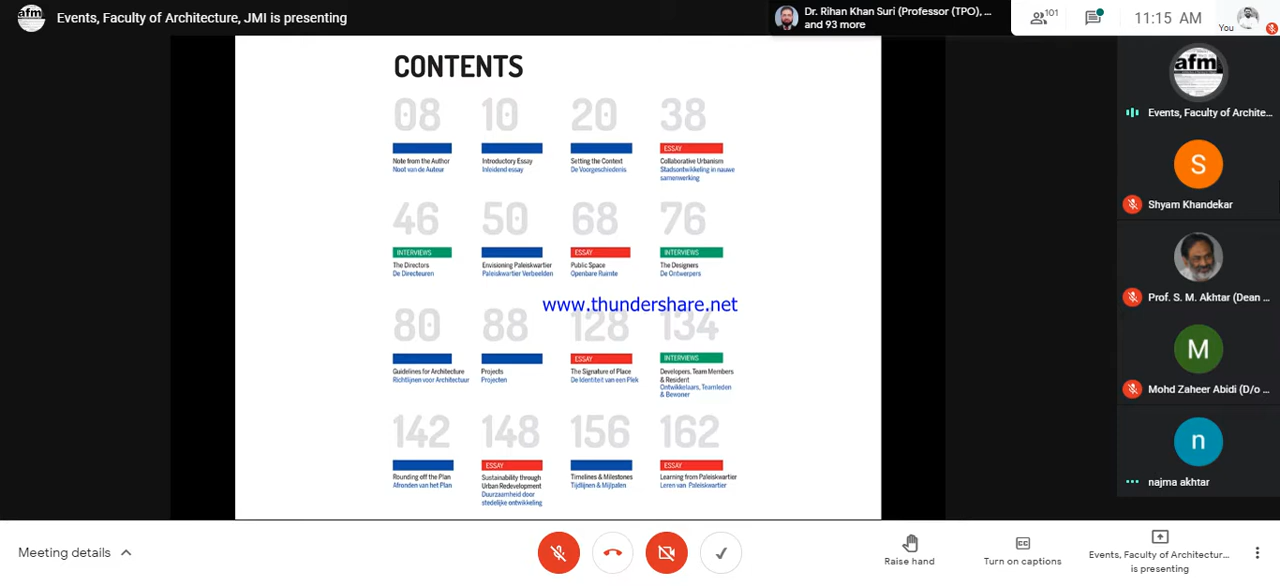 Events, Faculty of Architecture, JMI is presenting
afm
Dr. Rihan Khan Suri (Professor (TPO), ...
and 93 more
101
11:15 AM
You
CONTENTS
08
Note from the Author
Noot van de Auteur
10
Introductory Essay
Inleidend essay
20
Setting the Context
De Voorgeschiedenis
38
ESSAY
Collaborative Urbanism
Stadsontwikkeling in nauwe
samenwerking
46
INTERVIEWS
The Directors
De Directeuren
50
Envisioning Paleiskwartier
Paleiskwartier Verbeelden
68
ESSAY
Public Space
Openbare Ruimte
76
INTERVIEWS
The Designers
De Ontwerpers
www.thundershare.net
80
Guidelines for Architecture
Richtlijnen voor Architectuur
88
Projects
Projecten
128
ESSAY
The Signature of Place
De Identiteit van een Plek
134
INTERVIEWS
Developers, Team Members
& Resident
Ontwikkelaars, Teamleden
& Bewoner
142
Rounding off the Plan
Afronden van het Plan
148
ESSAY
Sustainability through
Urban Redevelopment
Duurzaamheid door
stedelijke ontwikkeling
156
Timelines & Milestones
Tijdlijnen & Mijlpalen
162
ESSAY
Learning from Paleiskwartier
Leren van Paleiskwartier
afm
Events, Faculty of Archite...
S
Shyam Khandekar
Prof. S. M. Akhtar (Dean ...
M
Mohd Zaheer Abidi (D/o ...
n
najma akhtar
Meeting details
Raise hand
CC
Turn on captions
Events, Faculty of Architectur...
is presenting